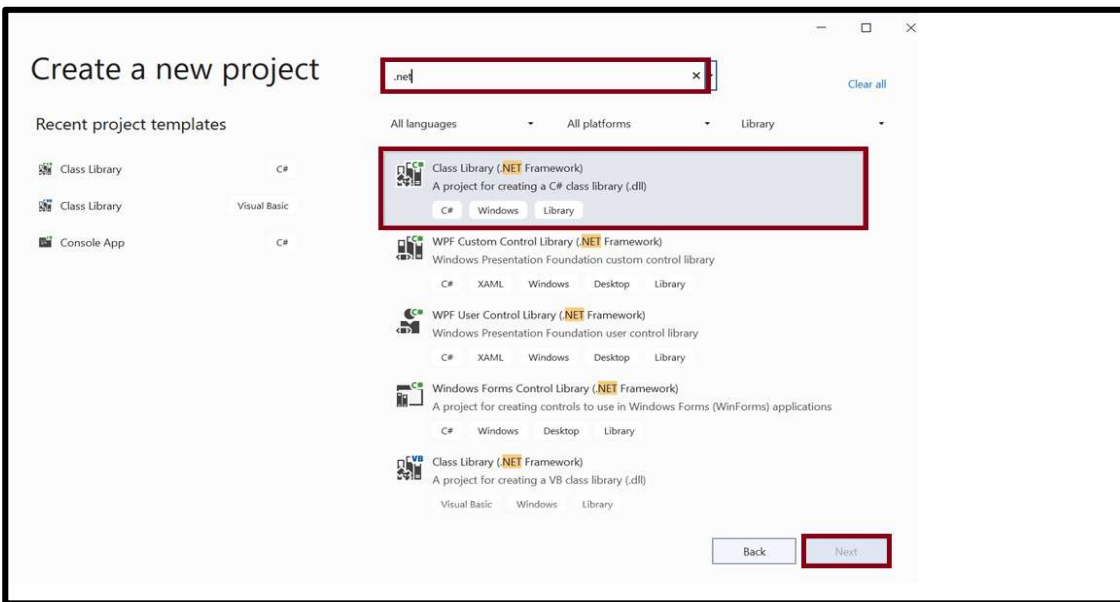 Create a new project
.net
Clear all
Recent project templates
All languages
All platforms
Library
Class Library
C#
Class Library
Visual Basic
Console App
C#
Class Library (.NET Framework)
A project for creating a C# class library (.dll)
C# Windows Library
WPF Custom Control Library (.NET Framework)
Windows Presentation Foundation custom control library
C# XAML Windows Desktop Library
WPF User Control Library (.NET Framework)
Windows Presentation Foundation user control library
C# XAML Windows Desktop Library
Windows Forms Control Library (.NET Framework)
A project for creating controls to use in Windows Forms (WinForms) applications
C# Windows Desktop Library
Class Library (.NET Framework)
A project for creating a VB class library (.dll)
Visual Basic Windows Library
Back
Next